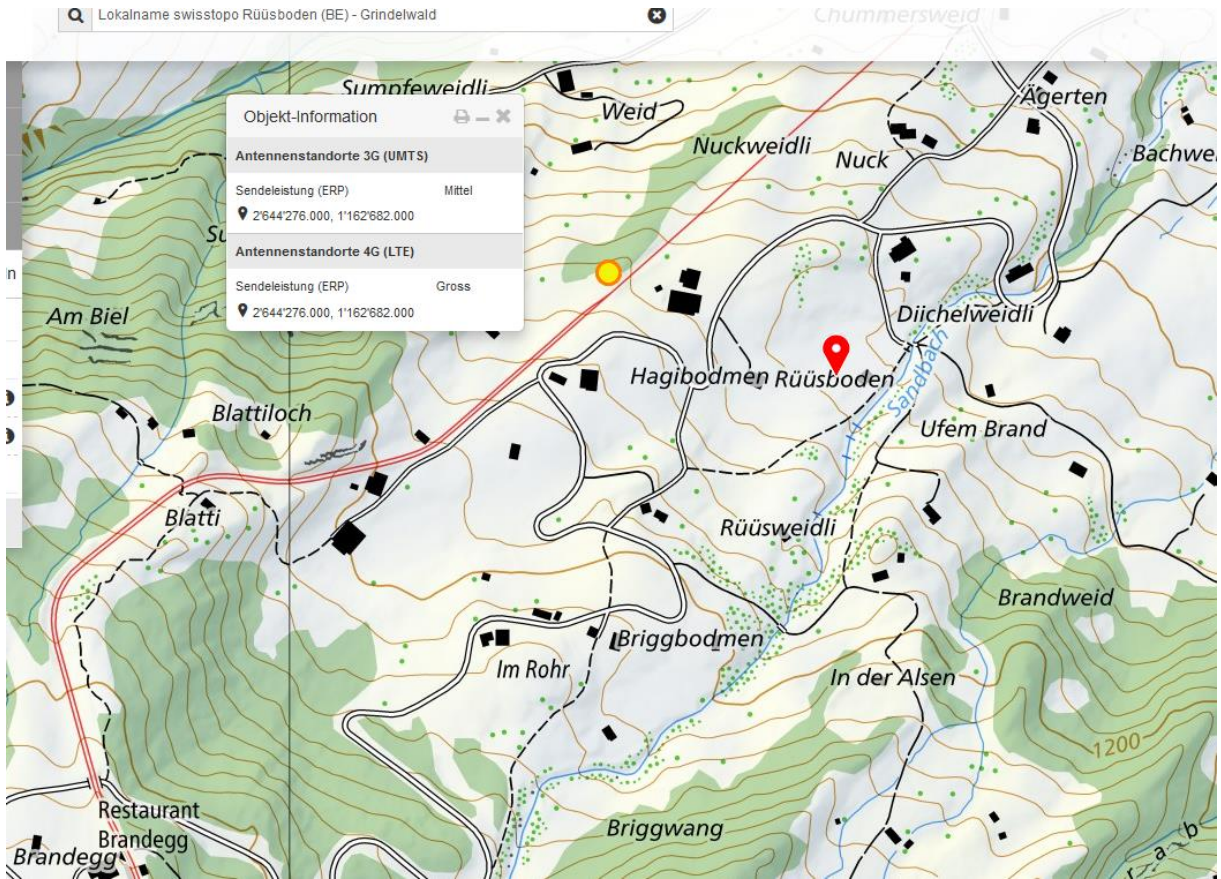 Lokalname swisstopo Rüüsboden (BE) - Grindelwald
Chummersweid
Sumpfeweidli
Weid
Ägerten
Objekt-Information
Nuckweidli
Nuck
Bachwei
Antennenstandorte 3G (UMTS)
Sendeleistung (ERP) Mittel
2'644'276.000, 1'162'682.000
Su
Antennenstandorte 4G (LTE)
Sendeleistung (ERP) Gross
2'644'276.000, 1'162'682.000
Am Biel
Diichelweidli
Hagibodmen Rüüsboden
Sandbach
Blattiloch
Ufem Brand
Blatti
Rüüsweidli
Brandweid
Briggbodmen
Im Rohr
In der Alsen
1200
Restaurant
Brandegg
Brandegg
Briggwang
r a b